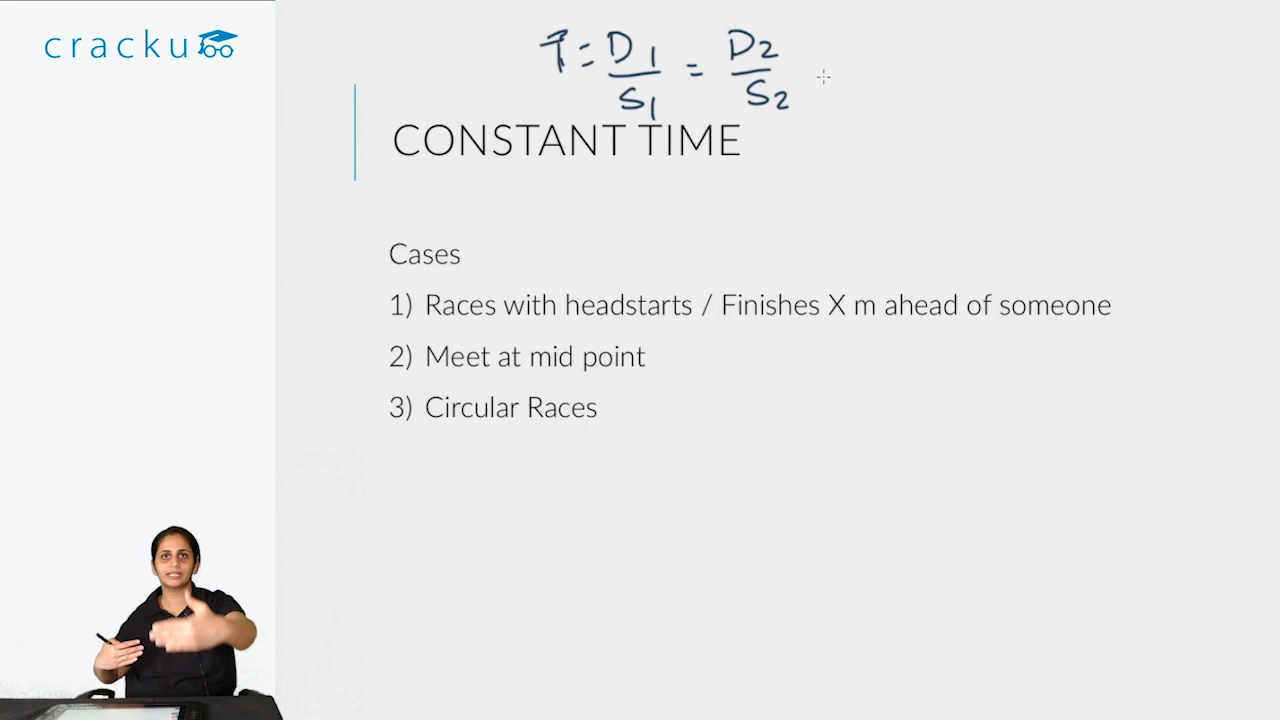 cracku
T = D1/S1 = D2/S2
CONSTANT TIME
Cases
1) Races with headstarts / Finishes X m ahead of someone
2) Meet at mid point
3) Circular Races